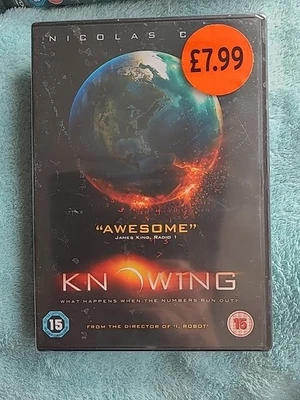 NICOLAS C
£7.99
"AWESOME"
JAMES KING, RADIO 1
KNOW1NG
WHAT HAPPENS WHEN THE NUMBERS RUN OUT?
15
15
FROM THE DIRECTOR OF 'I, ROBOT'